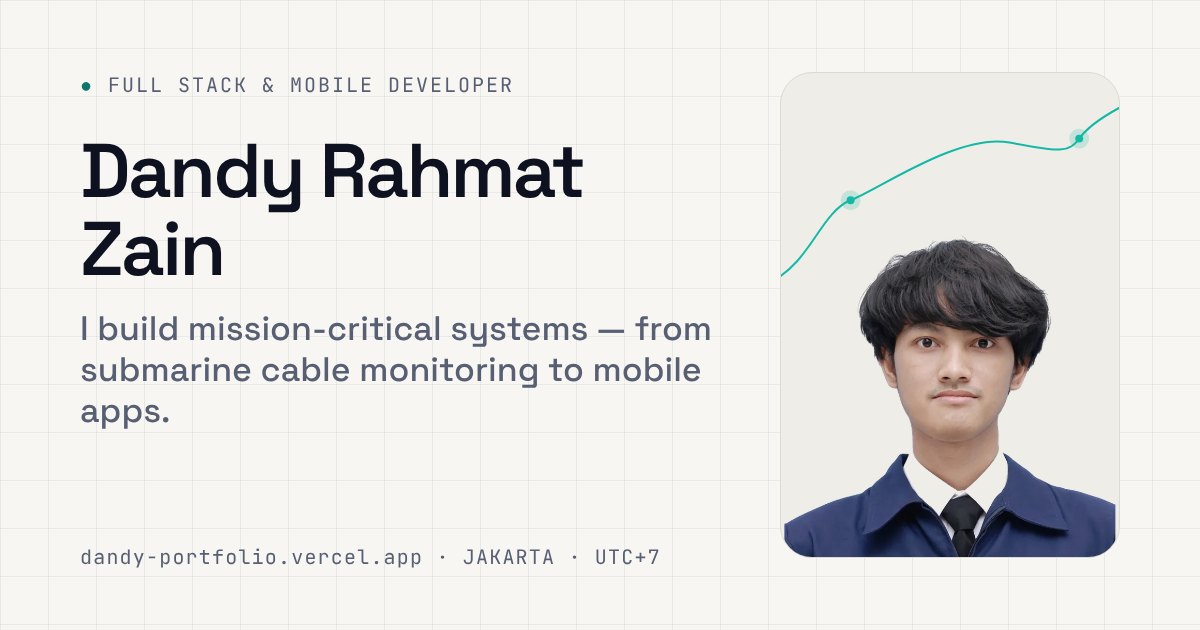 FULL STACK & MOBILE DEVELOPER
Dandy Rahmat
Zain
I build mission-critical systems — from
submarine cable monitoring to mobile
apps.
dandy-portfolio.vercel.app · JAKARTA · UTC+7